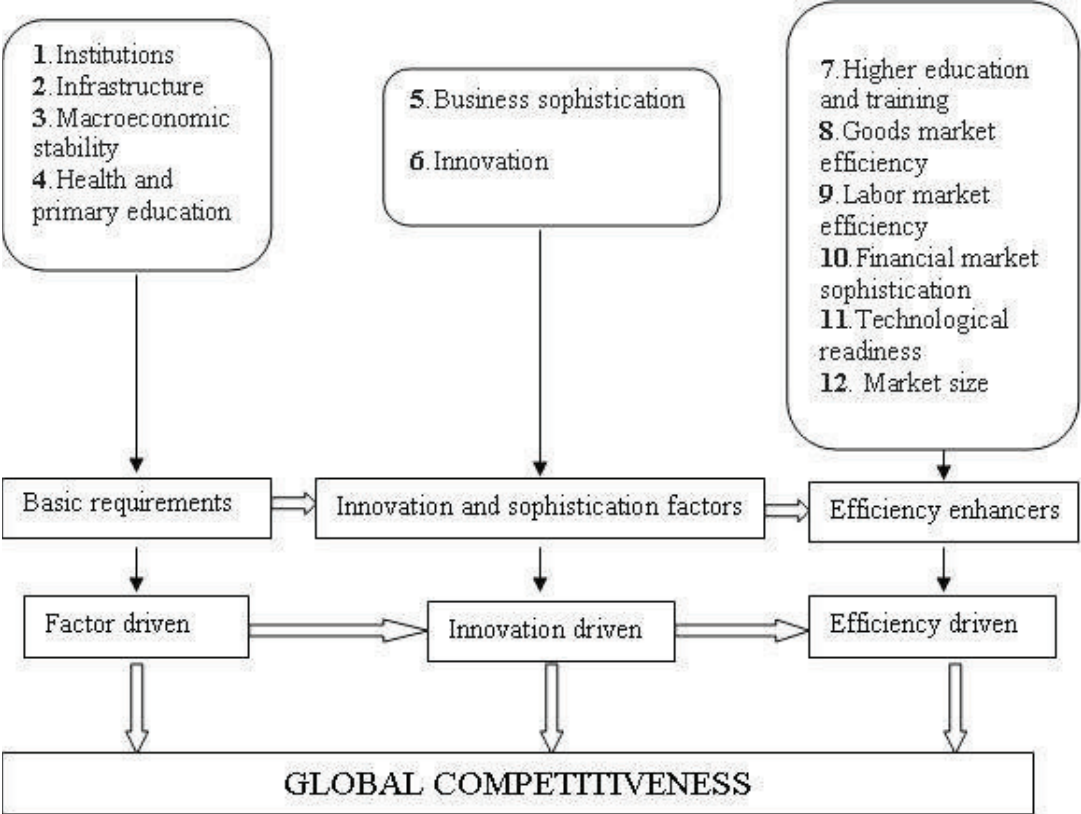 1.Institutions
2.Infrastructure
3.Macroeconomic
stability
4.Health and
primary education
5.Business sophistication
6.Innovation
7.Higher education
and training
8.Goods market
efficiency
9.Labor market
efficiency
10.Financial market
sophistication
11.Technological
readiness
12. Market size
Basic requirements
Innovation and sophistication factors
Efficiency enhancers
Factor driven
Innovation driven
Efficiency driven
GLOBAL COMPETITIVENESS